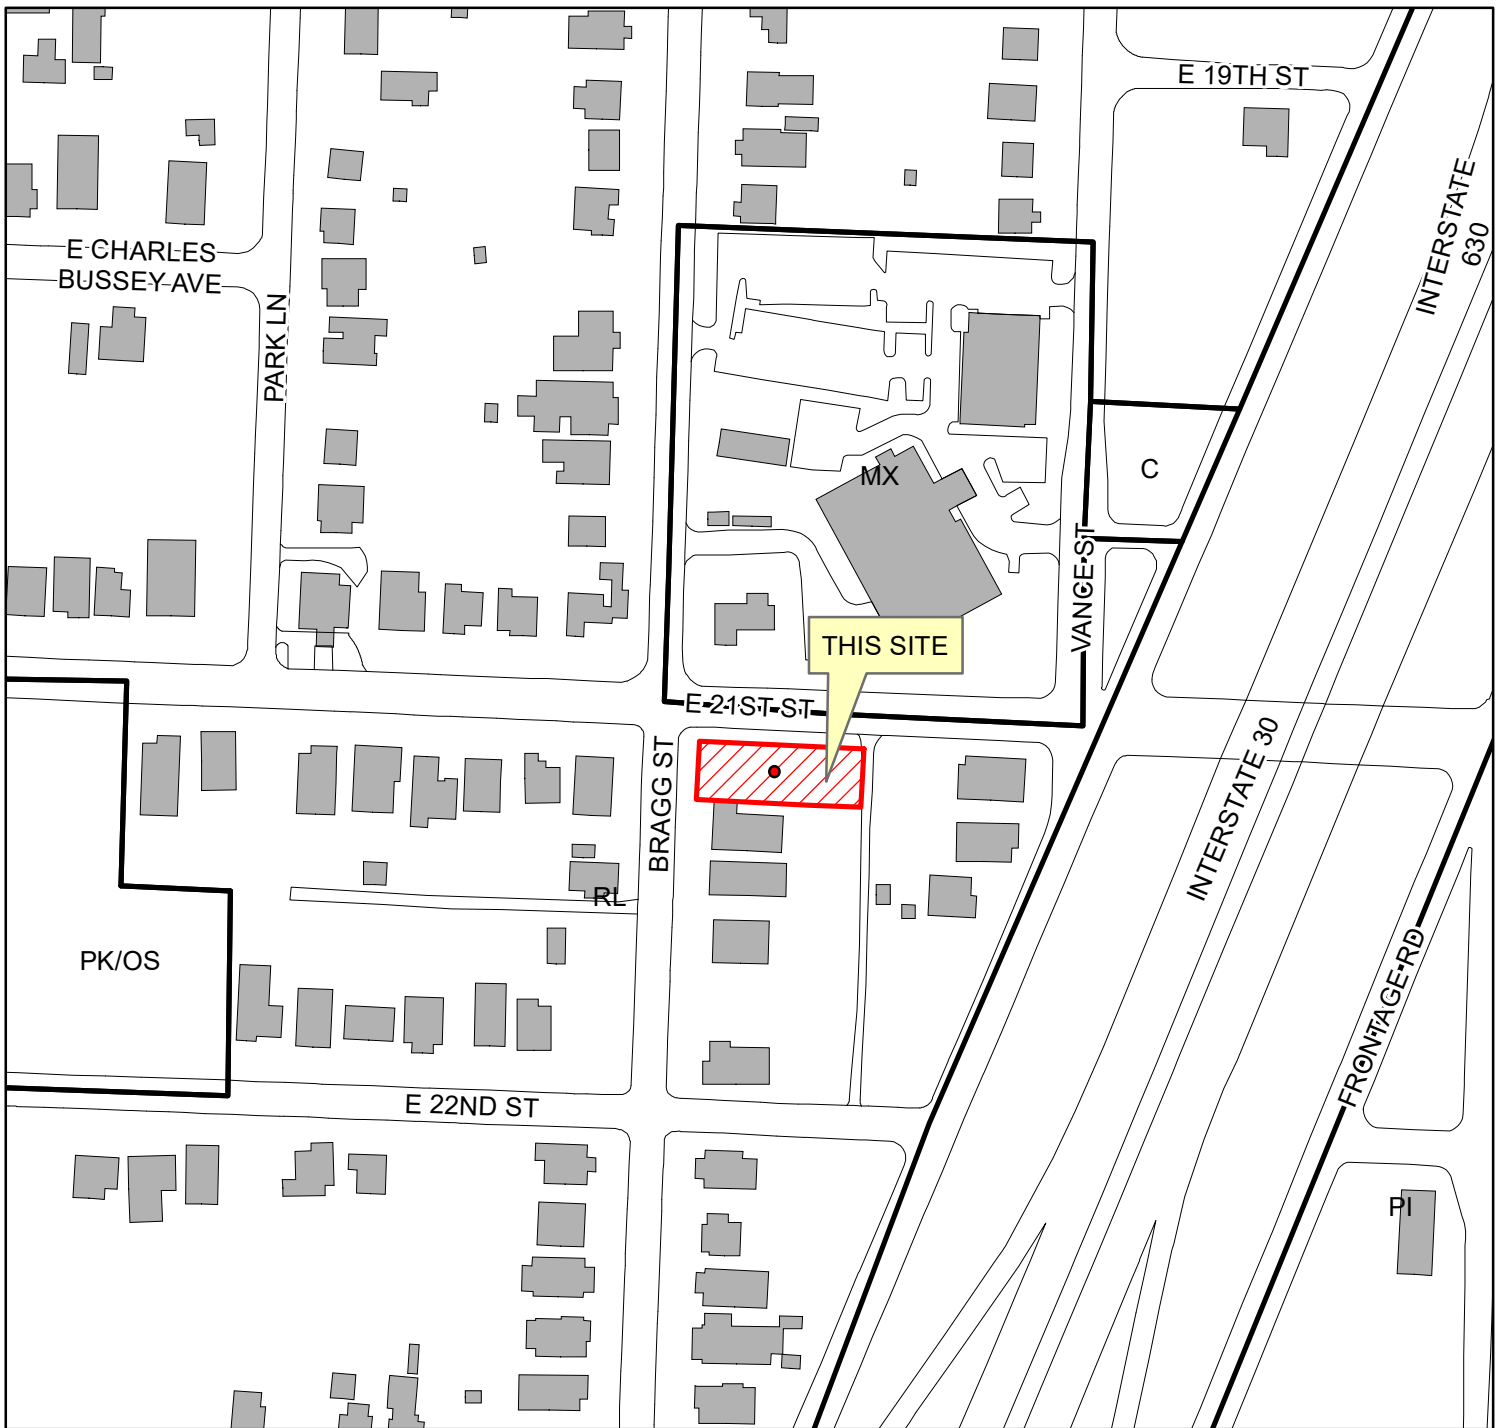 E 19TH ST
INTERSTATE
630
E CHARLES
BUSSEY AVE
PARK LN
C
MX
VANCE ST
THIS SITE
E 21ST ST
BRAGG ST
INTERSTATE 30
RL
PK/OS
FRONTAGE RD
E 22ND ST
PI